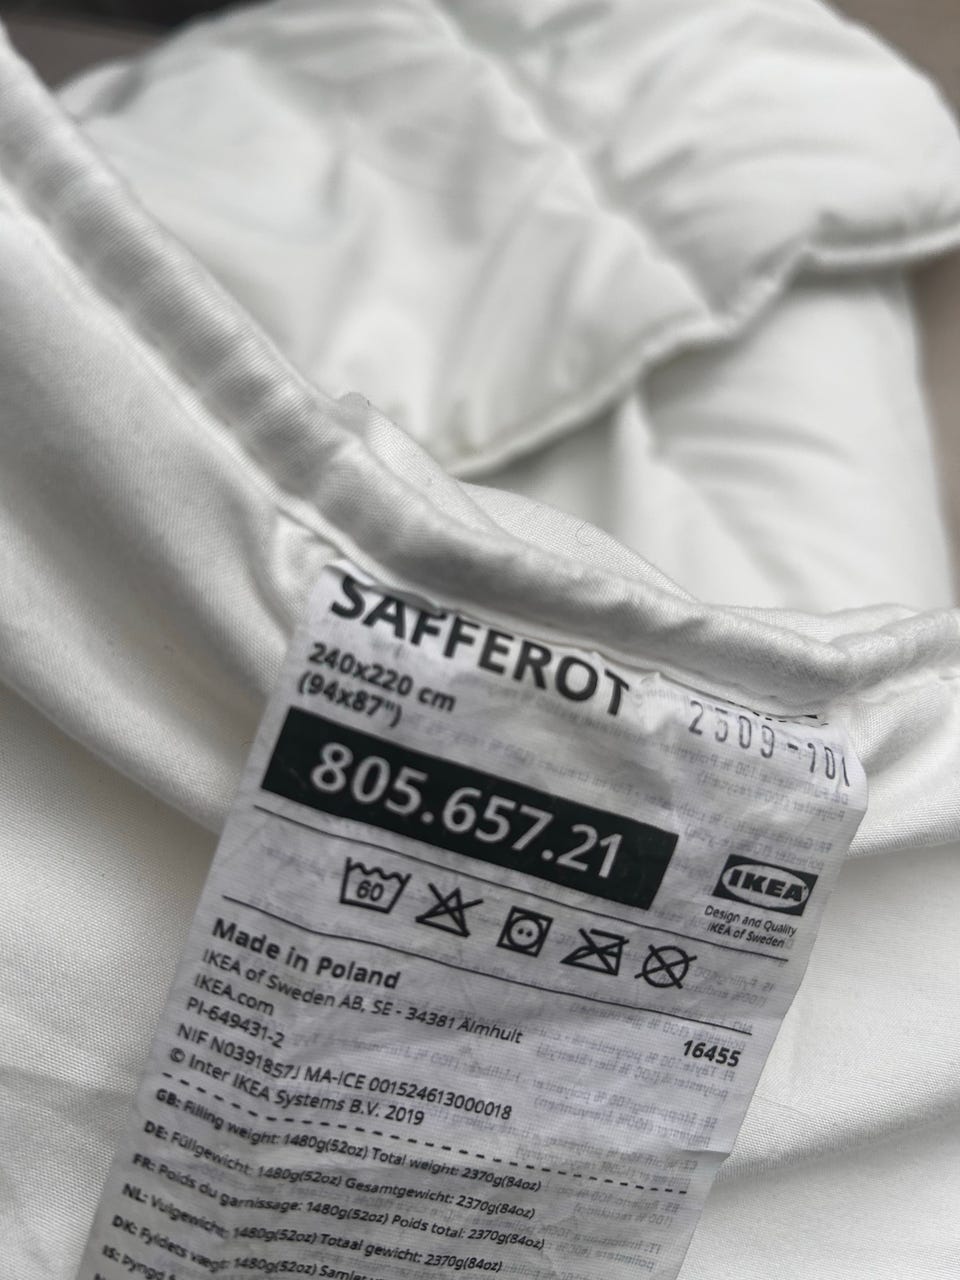 SAFFEROT
240x220 cm
(94x87")
2509-10
805.657.21
60
IKEA
Design and Quality
IKEA of Sweden
Made in Poland
IKEA of Sweden AB, SE - 34381 Älmhult
IKEA.com
PI-649431-2
16455
NIF N0391857J MA-ICE 001524613000018
© Inter IKEA Systems B.V. 2019
GB: Filling weight: 1480g(52oz) Total weight: 2370g(84oz)
DE: Füllgewicht: 1480g(52oz) Gesamtgewicht: 2370g(84oz)
FR: Poids du garnissage: 1480g(52oz) Poids total: 2370g(84oz)
NL: Vulgewicht: 1480g(52oz) Totaal gewicht: 2370g(84oz)
DK: Fyldets vægt: 1480g(52oz)
IS: